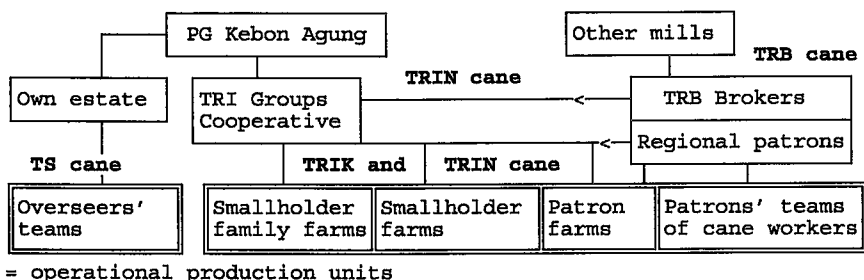 PG Kebon Agung
Other mills
TRIN cane
TRB cane
Own estate
TRI Groups
Cooperative
TRB Brokers
Regional patrons
TS cane
TRIK and
TRIN cane
Overseers'
teams
Smallholder
family farms
Smallholder
farms
Patron
farms
Patrons' teams
of cane workers
= operational production units